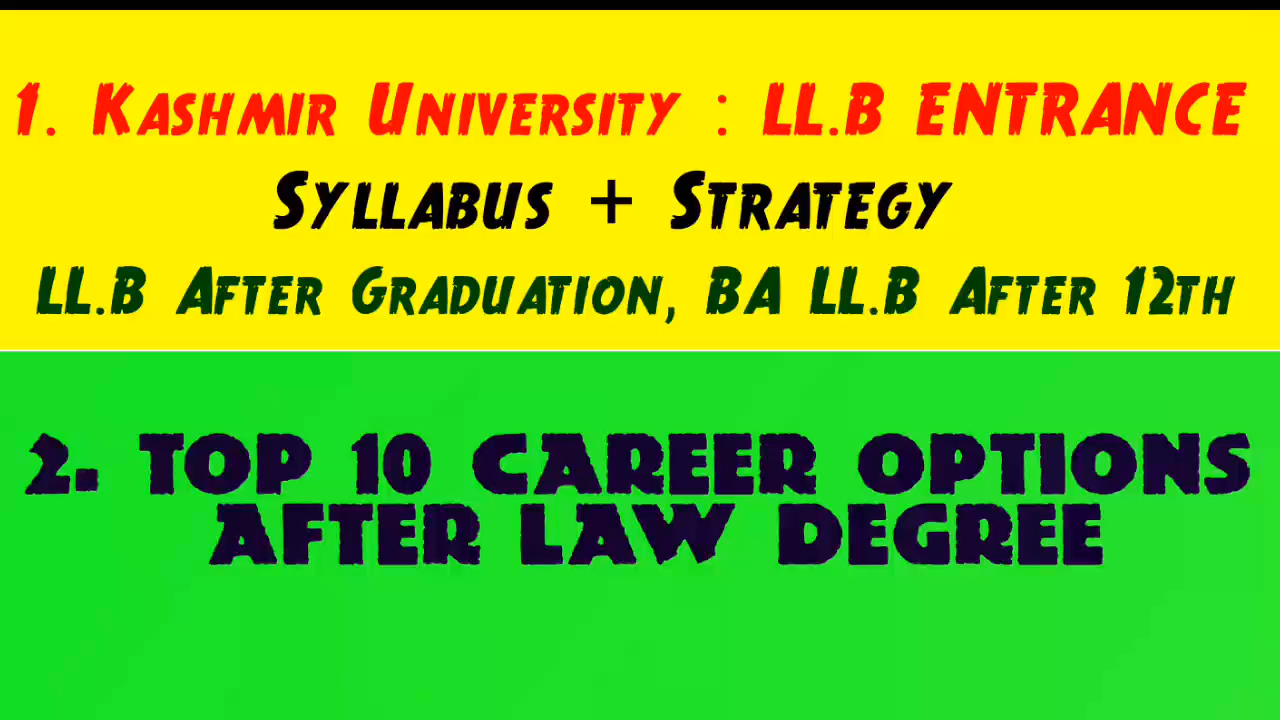 1. Kashmir University : LL.B ENTRANCE
Syllabus + Strategy
LL.B After Graduation, BA LL.B After 12th
2. TOP 10 CAREER OPTIONS
AFTER LAW DEGREE